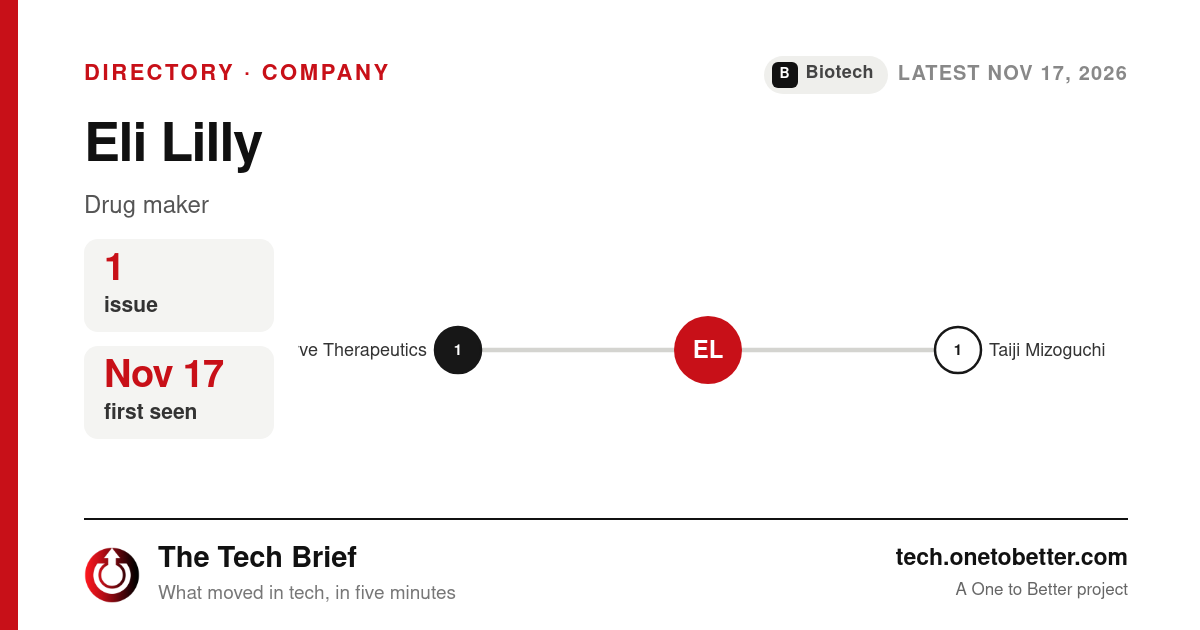 DIRECTORY · COMPANY
B Biotech LATEST NOV 17, 2026
Eli Lilly
Drug maker
1
issue
Nov 17
first seen
ve Therapeutics 1 EL 1 Taiji Mizoguchi
The Tech Brief
What moved in tech, in five minutes
tech.onetobetter.com
A One to Better project